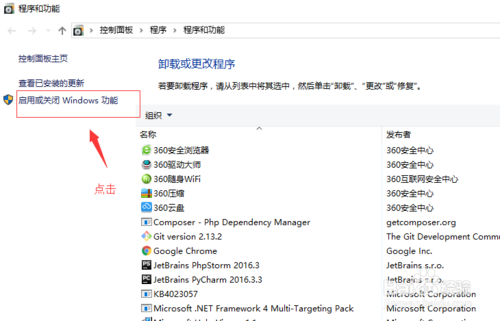 程序和功能
控制面板 > 程序 > 程序和功能
控制面板主页
查看已安装的更新
启用或关闭 Windows 功能
点击
卸载或更改程序
若要卸载程序，请从列表中将其选中，然后单击“卸载”、“更改”或“修复”。
组织
名称 发布者
360安全浏览器 360安全中心
360驱动大师 360安全中心
360随身WiFi 360互联网安全中心
360压缩 360安全中心
360云盘 360安全中心
Composer - Php Dependency Manager getcomposer.org
Git version 2.13.2 The Git Development Commu
Google Chrome Google Inc.
JetBrains PhpStorm 2016.3 JetBrains s.r.o.
JetBrains PyCharm 2016.3.3 JetBrains s.r.o.
KB4023057 Microsoft Corporation
Microsoft .NET Framework 4 Multi-Targeting Pack Microsoft Corporation